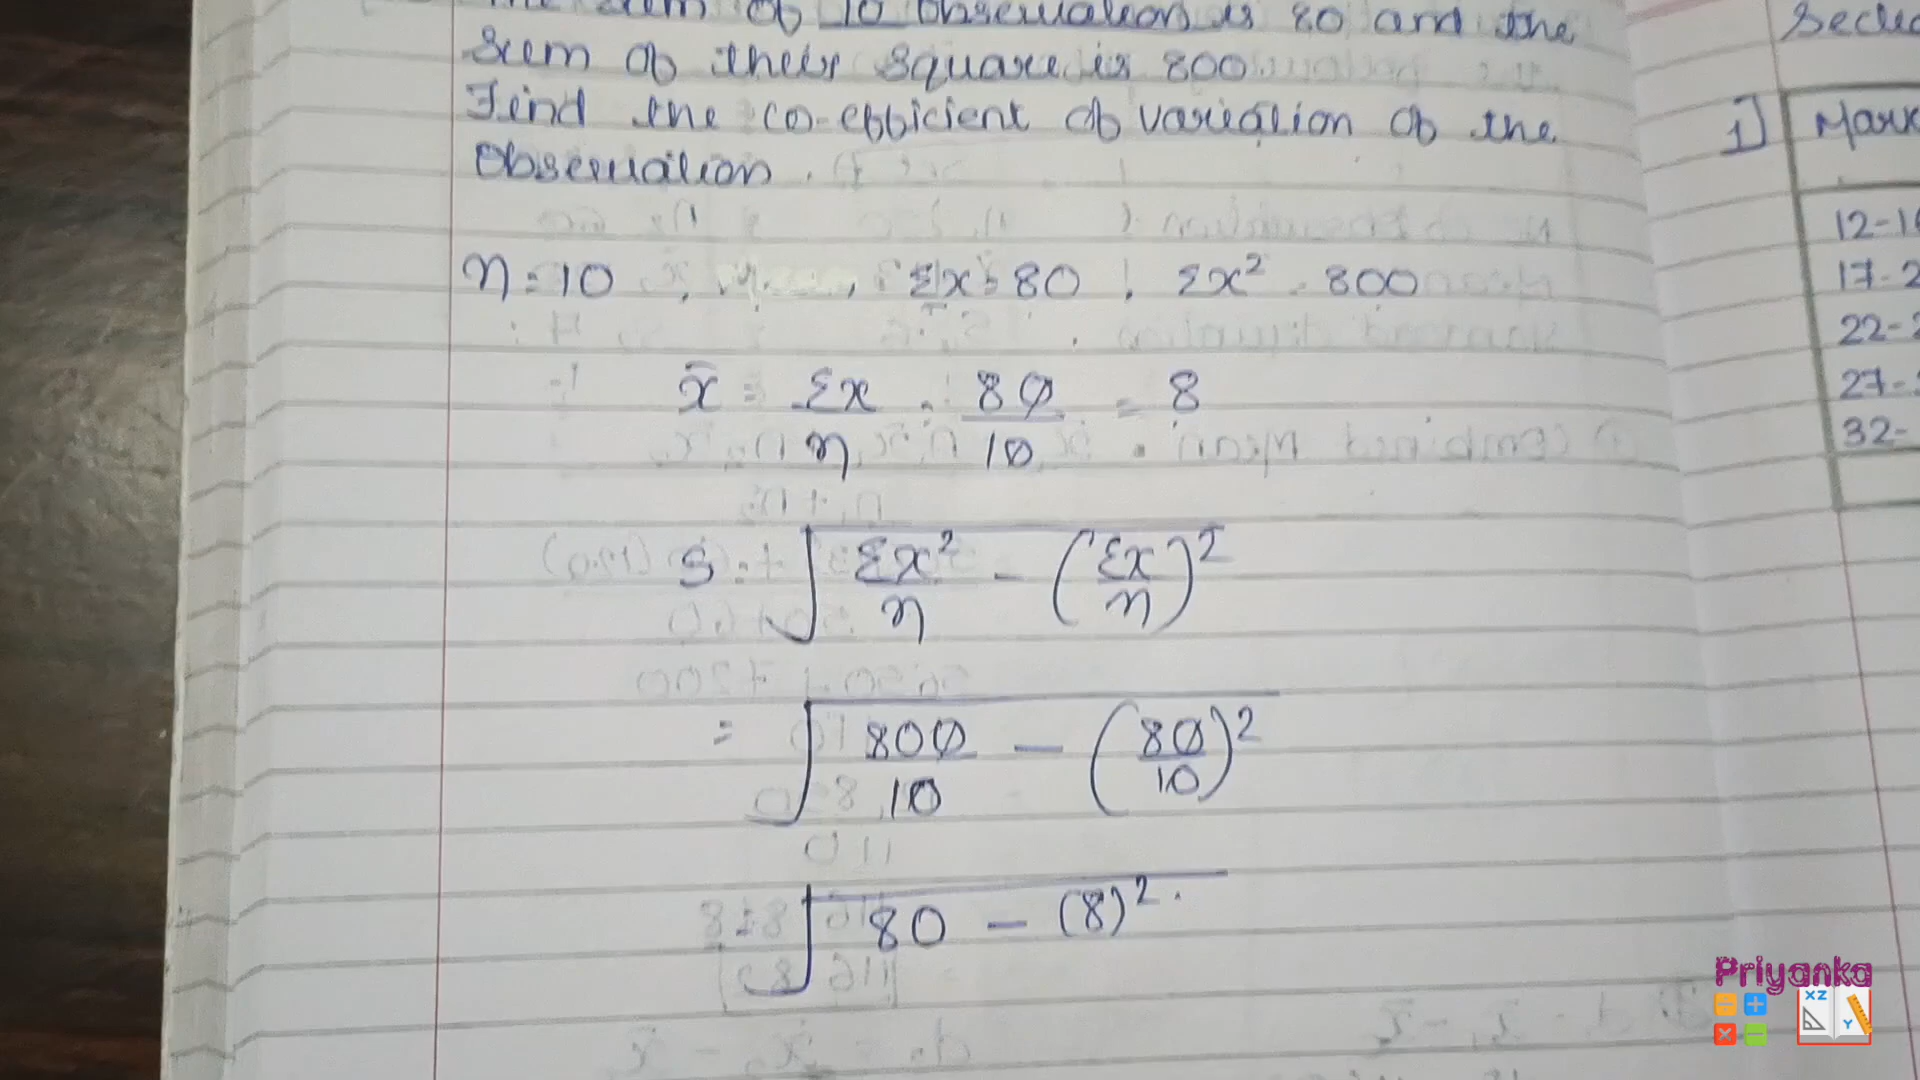 The sum of 10 observation is 80 and the
sum of their square is 800
Find the co-efficient of variation of the
observation.
n = 10 , Σx = 80 , Σx² = 800
x̄ = Σx/n = 80/10 = 8
S = √(Σx²/n − (Σx/n)²)
= √(800/10 − (80/10)²)
√(80 − (8)²)
1] Mark
12-1
17-2
22-2
27-
32-
Priyanka
XZ
Y